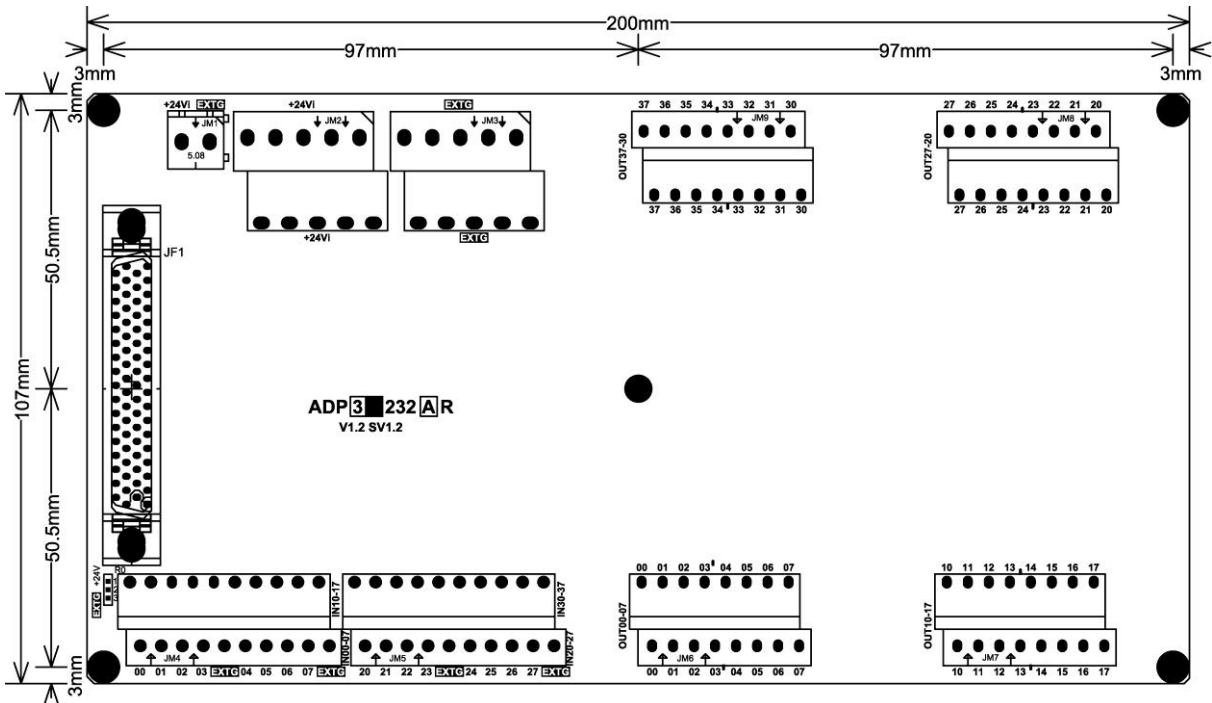 200mm
97mm 97mm
3mm 3mm
3mm
+24Vi EXTG +24Vi EXTG
JM1 JM2 JM3
5.08
+24Vi EXTG
37 36 35 34 33 32 31 30
JM9
OUT37-30
37 36 35 34 33 32 31 30
27 26 25 24 23 22 21 20
JM8
OUT27-20
27 26 25 24 23 22 21 20
JF1
50.5mm
107mm
50.5mm
ADP 3 232 A R
V1.2 SV1.2
+24V
EXTG
R0
IN10-17
IN00-07
JM4
00 01 02 03 EXTG 04 05 06 07 EXTG
IN30-37
IN20-27
JM5
20 21 22 23 EXTG 24 25 26 27 EXTG
00 01 02 03 04 05 06 07
OUT00-07
JM6
00 01 02 03 04 05 06 07
10 11 12 13 14 15 16 17
OUT10-17
JM7
10 11 12 13 14 15 16 17
3mm